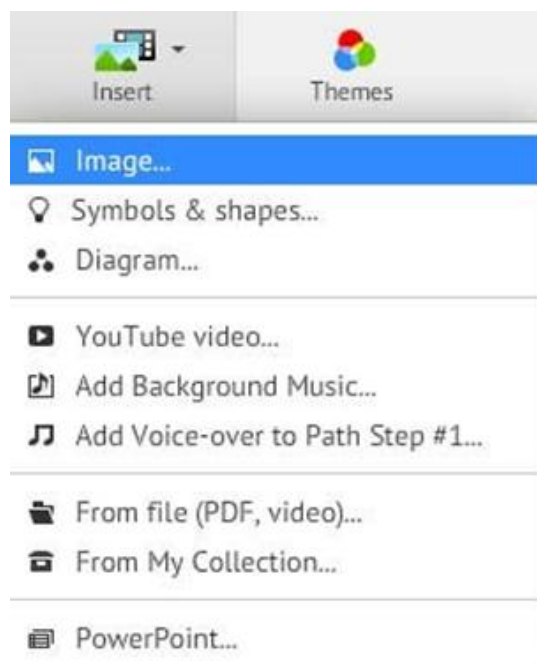 Insert Themes
Image...
Symbols & shapes...
Diagram...
YouTube video...
Add Background Music...
Add Voice-over to Path Step #1...
From file (PDF, video)...
From My Collection...
PowerPoint...